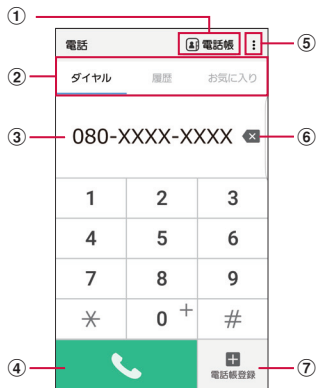 ①
電話 電話帳 ⑤
② ダイヤル 履歴 お気に入り
③ 080-XXXX-XXXX ⑥
1 2 3
4 5 6
7 8 9
* 0 + #
④ 電話帳登録 ⑦